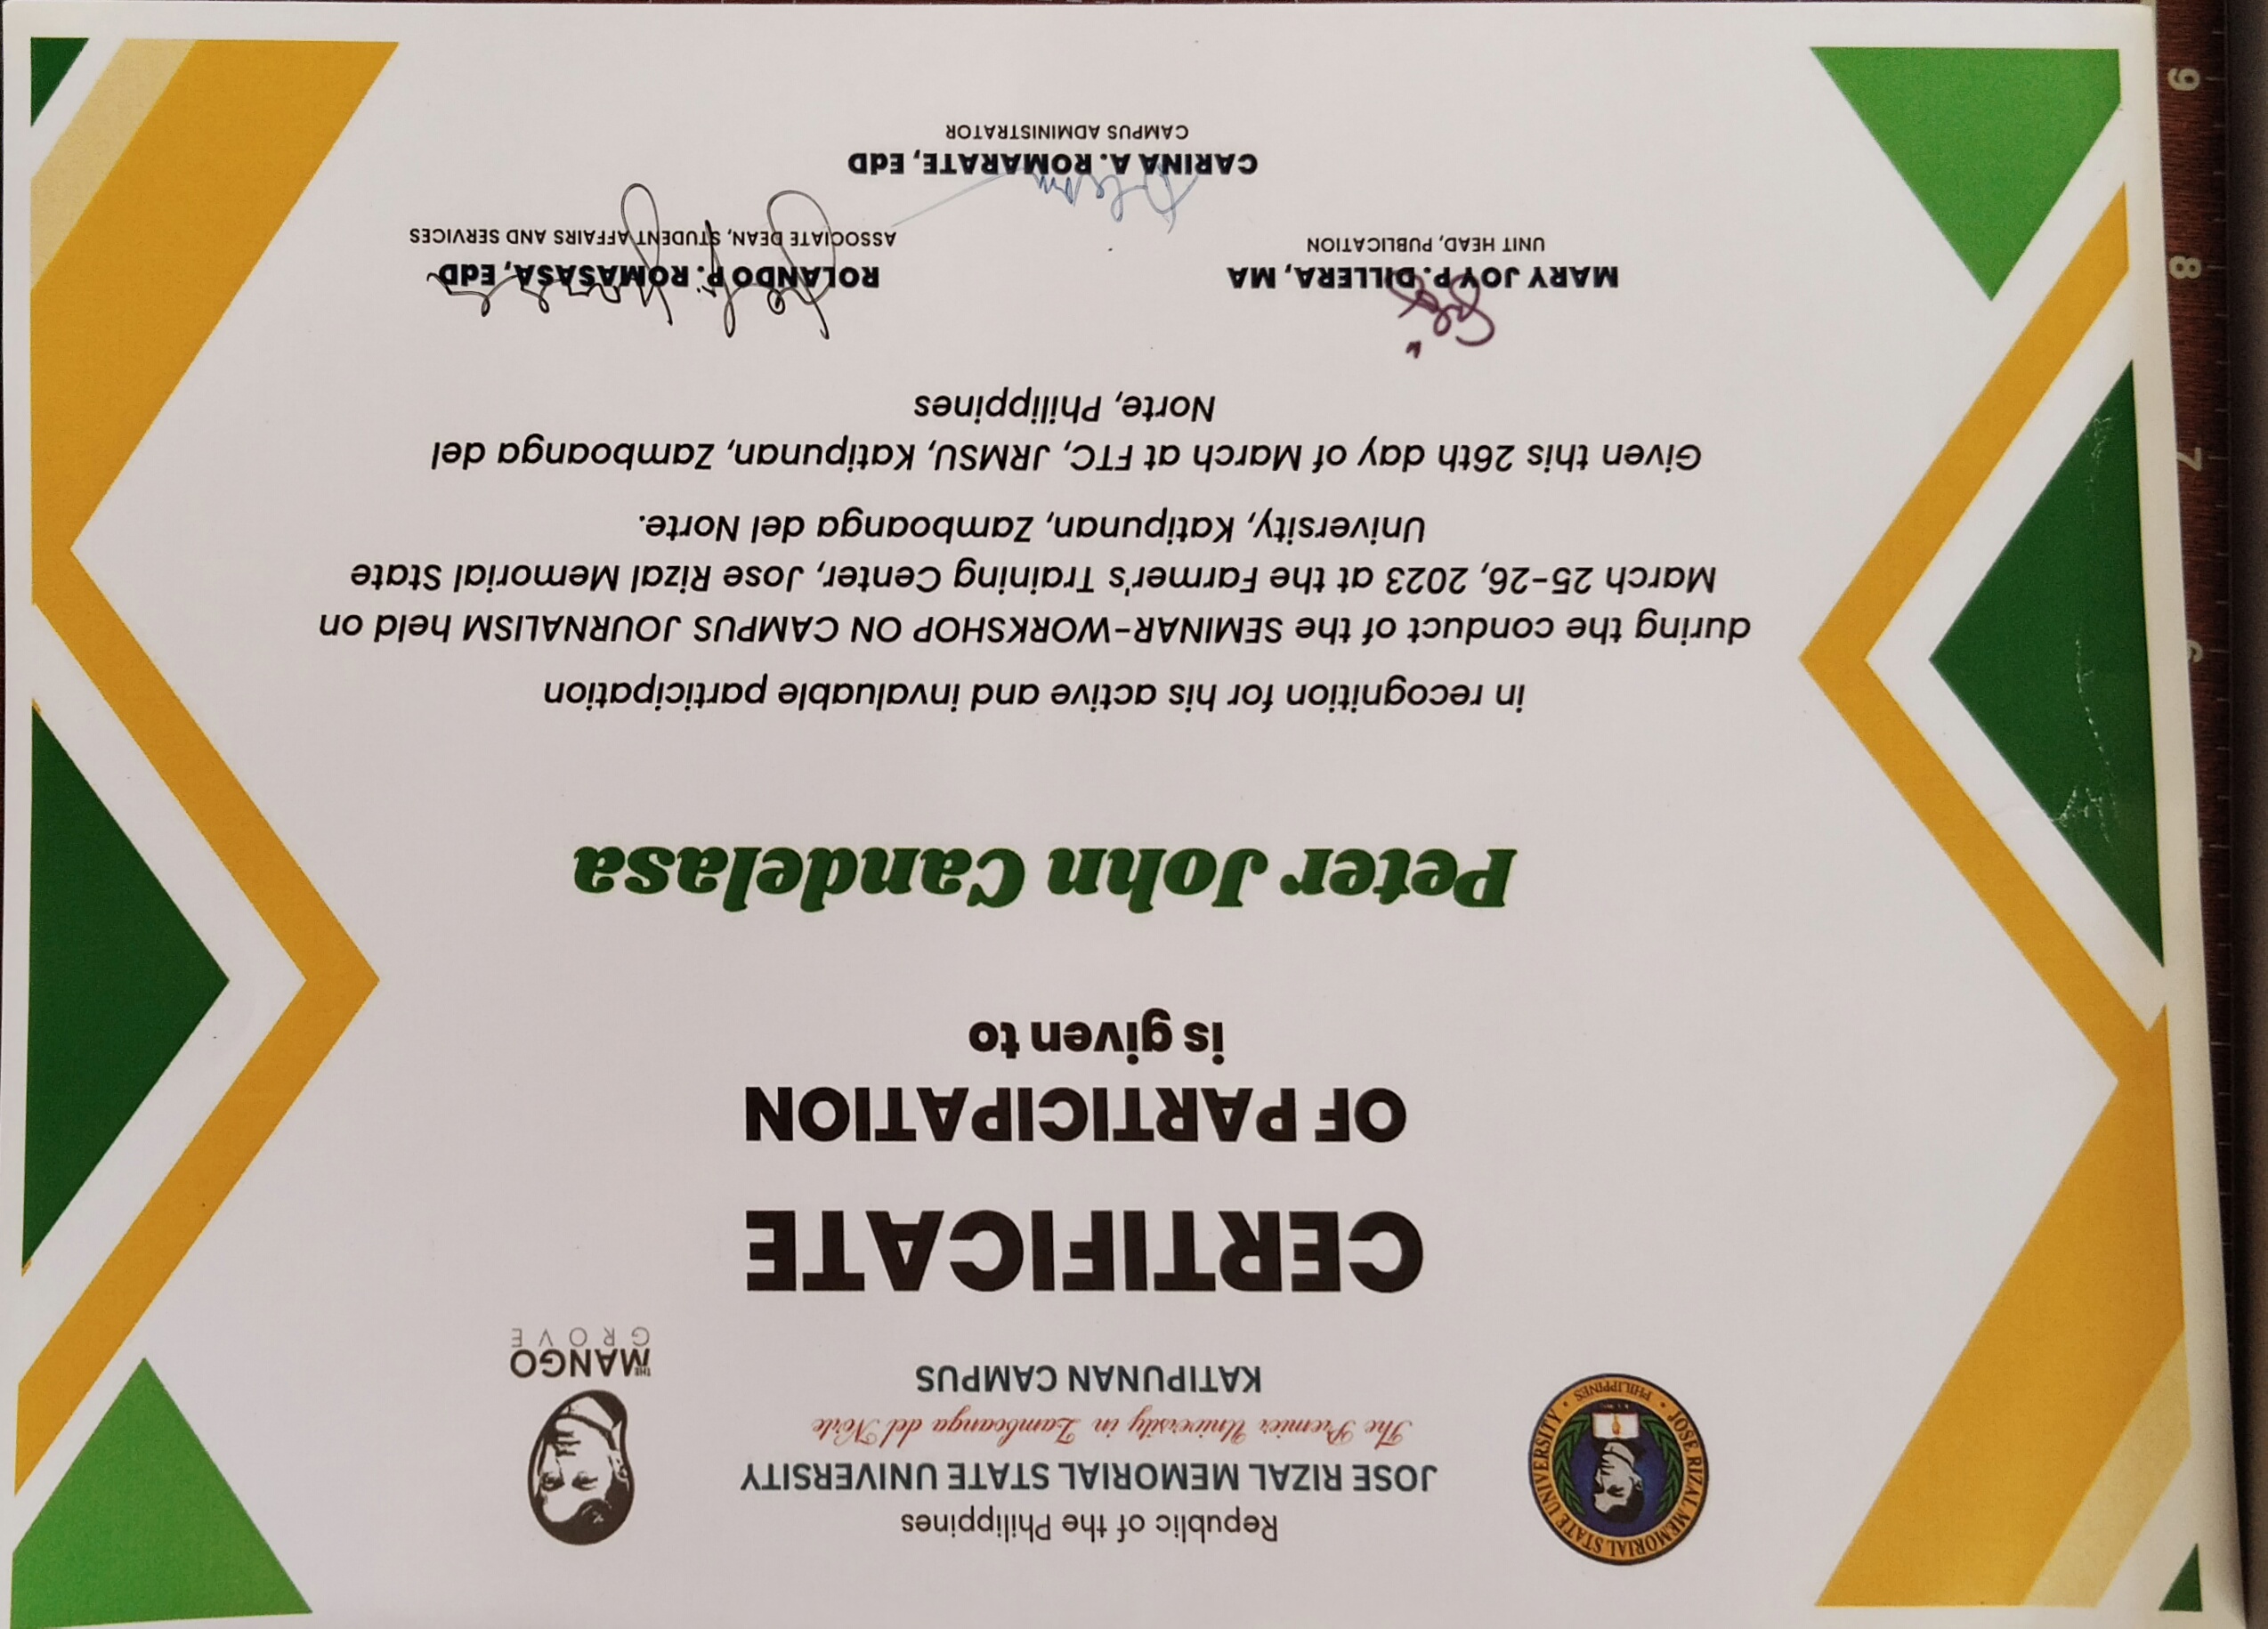 JOSE RIZAL MEMORIAL STATE UNIVERSITY
PHILIPPINES
Republic of the Philippines
JOSE RIZAL MEMORIAL STATE UNIVERSITY
The Premier University in Zamboanga del Norte
KATIPUNAN CAMPUS
THE MANGO
GROVE
CERTIFICATE
OF PARTICIPATION
is given to
Peter John Candelasa
in recognition for his active and invaluable participation
during the conduct of the SEMINAR-WORKSHOP ON CAMPUS JOURNALISM held on
March 25-26, 2023 at the Farmer's Training Center, Jose Rizal Memorial State
University, Katipunan, Zamboanga del Norte.
Given this 26th day of March at FTC, JRMSU, Katipunan, Zamboanga del
Norte, Philippines
MARY JOY P. DILLERA, MA
UNIT HEAD, PUBLICATION
ROLANDO P. ROMASASA, EdD
ASSOCIATE DEAN, STUDENT AFFAIRS AND SERVICES
CARINA A. ROMARATE, EdD
CAMPUS ADMINISTRATOR
6
7
8
9